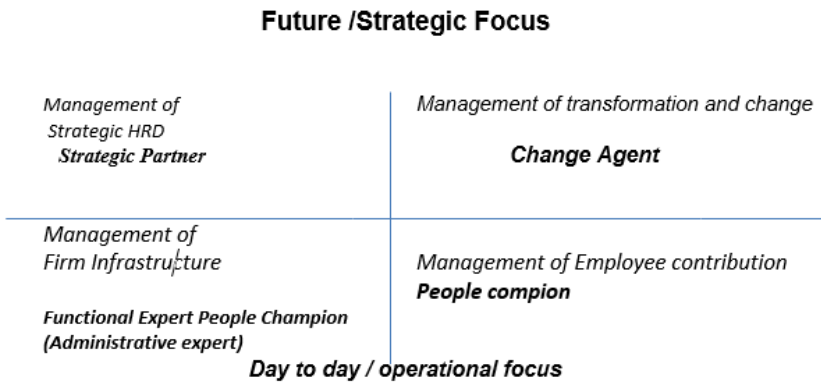 Future /Strategic Focus
Management of
Strategic HRD
Strategic Partner
Management of transformation and change
Change Agent
Management of
Firm Infrastructure
Functional Expert People Champion
(Administrative expert)
Management of Employee contribution
People compion
Day to day / operational focus